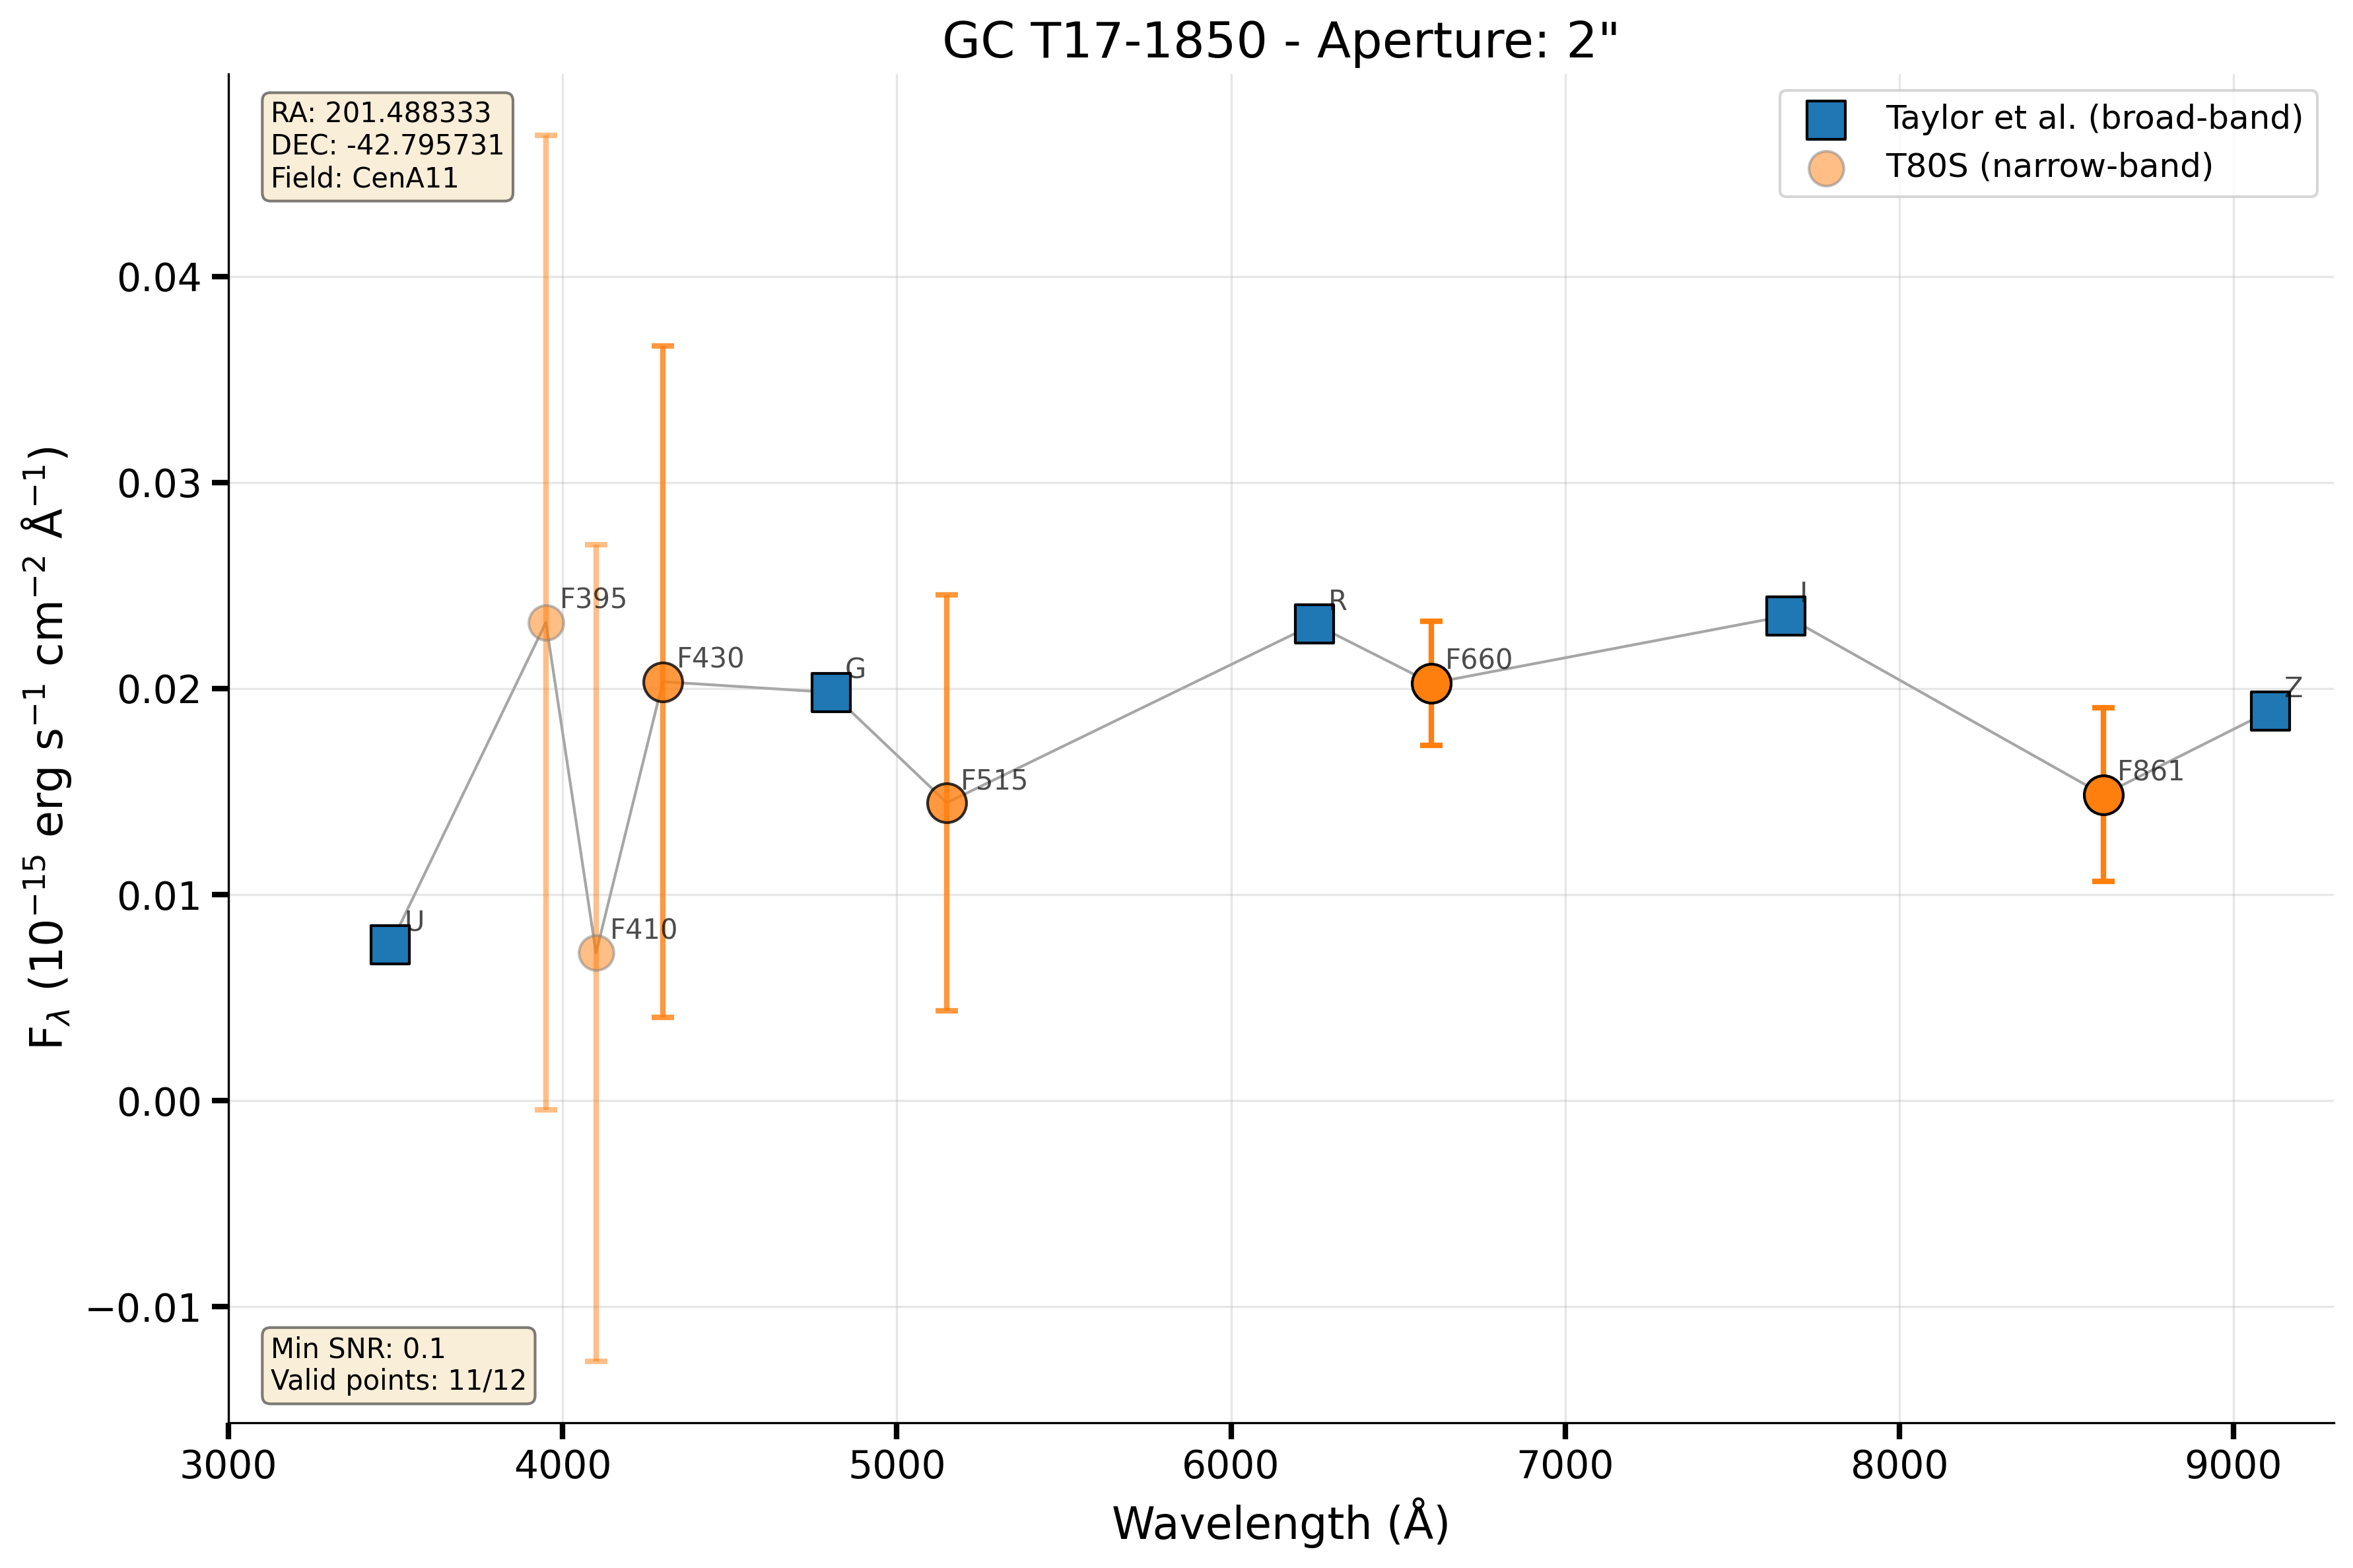 GC T17-1850 - Aperture: 2"
RA: 201.488333
DEC: -42.795731
Field: CenA11
Taylor et al. (broad-band)
T80S (narrow-band)
0.04
0.03
0.02
0.01
0.00
−0.01
F_λ (10⁻¹⁵ erg s⁻¹ cm⁻² Å⁻¹)
U
F395
F410
F430
G
F515
R
F660
I
F861
Z
Min SNR: 0.1
Valid points: 11/12
3000 4000 5000 6000 7000 8000 9000
Wavelength (Å)